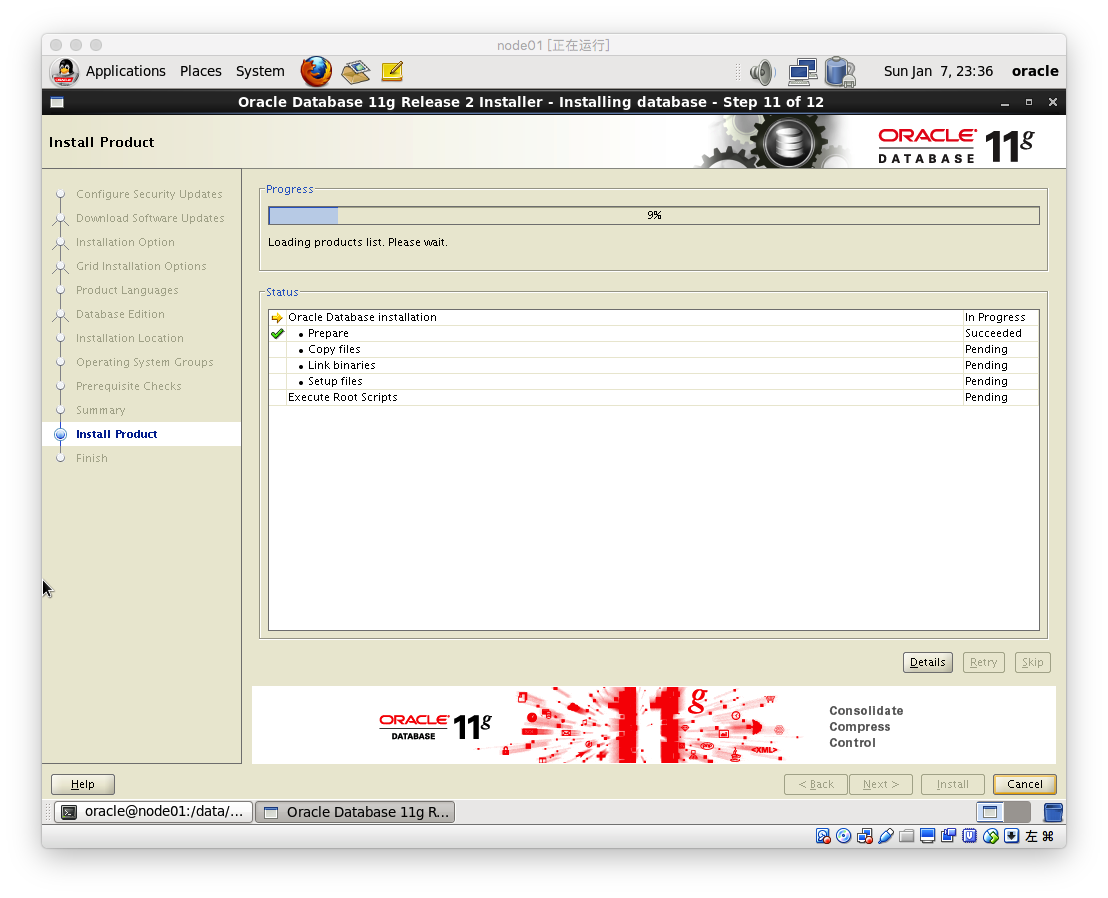 node01 [正在运行]
Applications Places System Sun Jan 7, 23:36 oracle
Oracle Database 11g Release 2 Installer - Installing database - Step 11 of 12
Install Product
ORACLE DATABASE 11g
Configure Security Updates
Download Software Updates
Installation Option
Grid Installation Options
Product Languages
Database Edition
Installation Location
Operating System Groups
Prerequisite Checks
Summary
Install Product
Finish
Progress
9%
Loading products list. Please wait.
Status
Oracle Database installation In Progress
• Prepare Succeeded
• Copy files Pending
• Link binaries Pending
• Setup files Pending
Execute Root Scripts Pending
Details Retry Skip
ORACLE DATABASE 11g
11g
<XML>
Consolidate
Compress
Control
Help < Back Next > Install Cancel
oracle@node01:/data/... Oracle Database 11g R...
左 ⌘